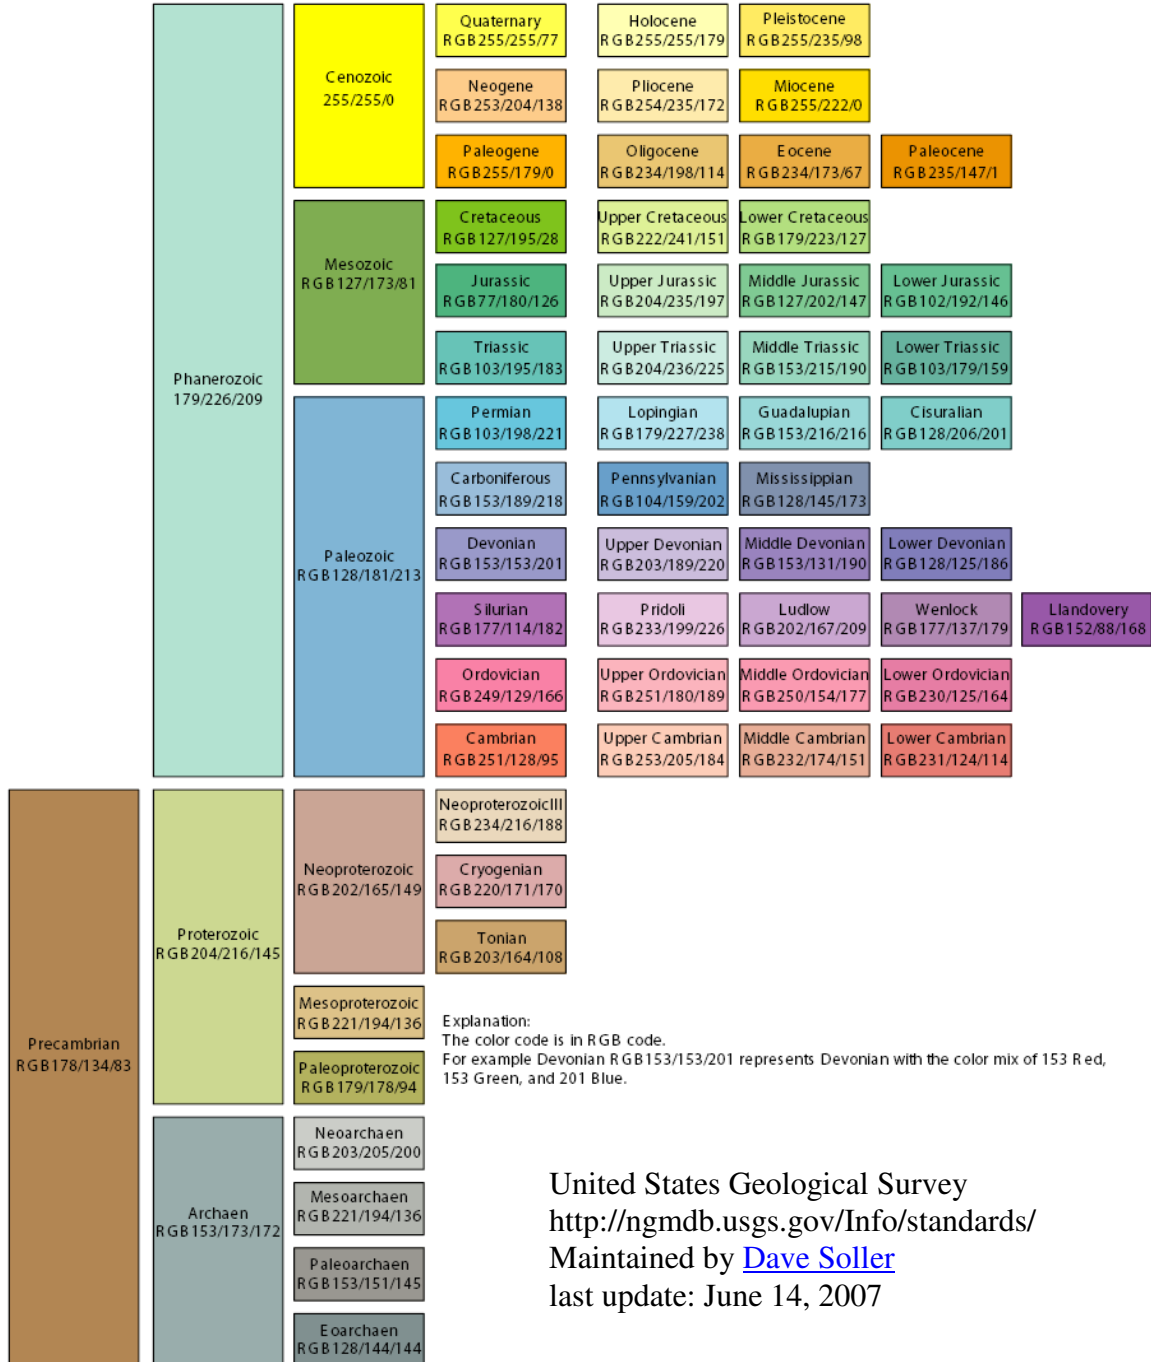 Quaternary
RGB255/255/77
Holocene
RGB255/255/179
Pleistocene
RGB255/235/98
Cenozoic
255/255/0
Neogene
RGB253/204/138
Pliocene
RGB254/235/172
Miocene
RGB255/222/0
Paleogene
RGB255/179/0
Oligocene
RGB234/198/114
Eocene
RGB234/173/67
Paleocene
RGB235/147/1
Cretaceous
RGB127/195/28
Upper Cretaceous
RGB222/241/151
Lower Cretaceous
RGB179/223/127
Mesozoic
RGB127/173/81
Jurassic
RGB77/180/126
Upper Jurassic
RGB204/235/197
Middle Jurassic
RGB127/202/147
Lower Jurassic
RGB102/192/146
Triassic
RGB103/195/183
Upper Triassic
RGB204/236/225
Middle Triassic
RGB153/215/190
Lower Triassic
RGB103/179/159
Phanerozoic
179/226/209
Permian
RGB103/198/221
Lopingian
RGB179/227/238
Guadalupian
RGB153/216/216
Cisuralian
RGB128/206/201
Carboniferous
RGB153/189/218
Pennsylvanian
RGB104/159/202
Mississippian
RGB128/145/173
Paleozoic
RGB128/181/213
Devonian
RGB153/153/201
Upper Devonian
RGB203/189/220
Middle Devonian
RGB153/131/190
Lower Devonian
RGB128/125/186
Silurian
RGB177/114/182
Pridoli
RGB233/199/226
Ludlow
RGB202/167/209
Wenlock
RGB177/137/179
Llandovery
RGB152/88/168
Ordovician
RGB249/129/166
Upper Ordovician
RGB251/180/189
Middle Ordovician
RGB250/154/177
Lower Ordovician
RGB230/125/164
Cambrian
RGB251/128/95
Upper Cambrian
RGB253/205/184
Middle Cambrian
RGB232/174/151
Lower Cambrian
RGB231/124/114
NeoproterozoicIII
RGB234/216/188
Neoproterozoic
RGB202/165/149
Cryogenian
RGB220/171/170
Tonian
RGB203/164/108
Proterozoic
RGB204/216/145
Mesoproterozoic
RGB221/194/136
Paleoproterozoic
RGB179/178/94
Precambrian
RGB178/134/83
Explanation:
The color code is in RGB code.
For example Devonian RGB153/153/201 represents Devonian with the color mix of 153 Red,
153 Green, and 201 Blue.
Neoarchaen
RGB203/205/200
Mesoarchaen
RGB221/194/136
Archaen
RGB153/173/172
Paleoarchaen
RGB153/151/145
Eoarchaen
RGB128/144/144
United States Geological Survey
http://ngmdb.usgs.gov/Info/standards/
Maintained by Dave Soller
last update: June 14, 2007